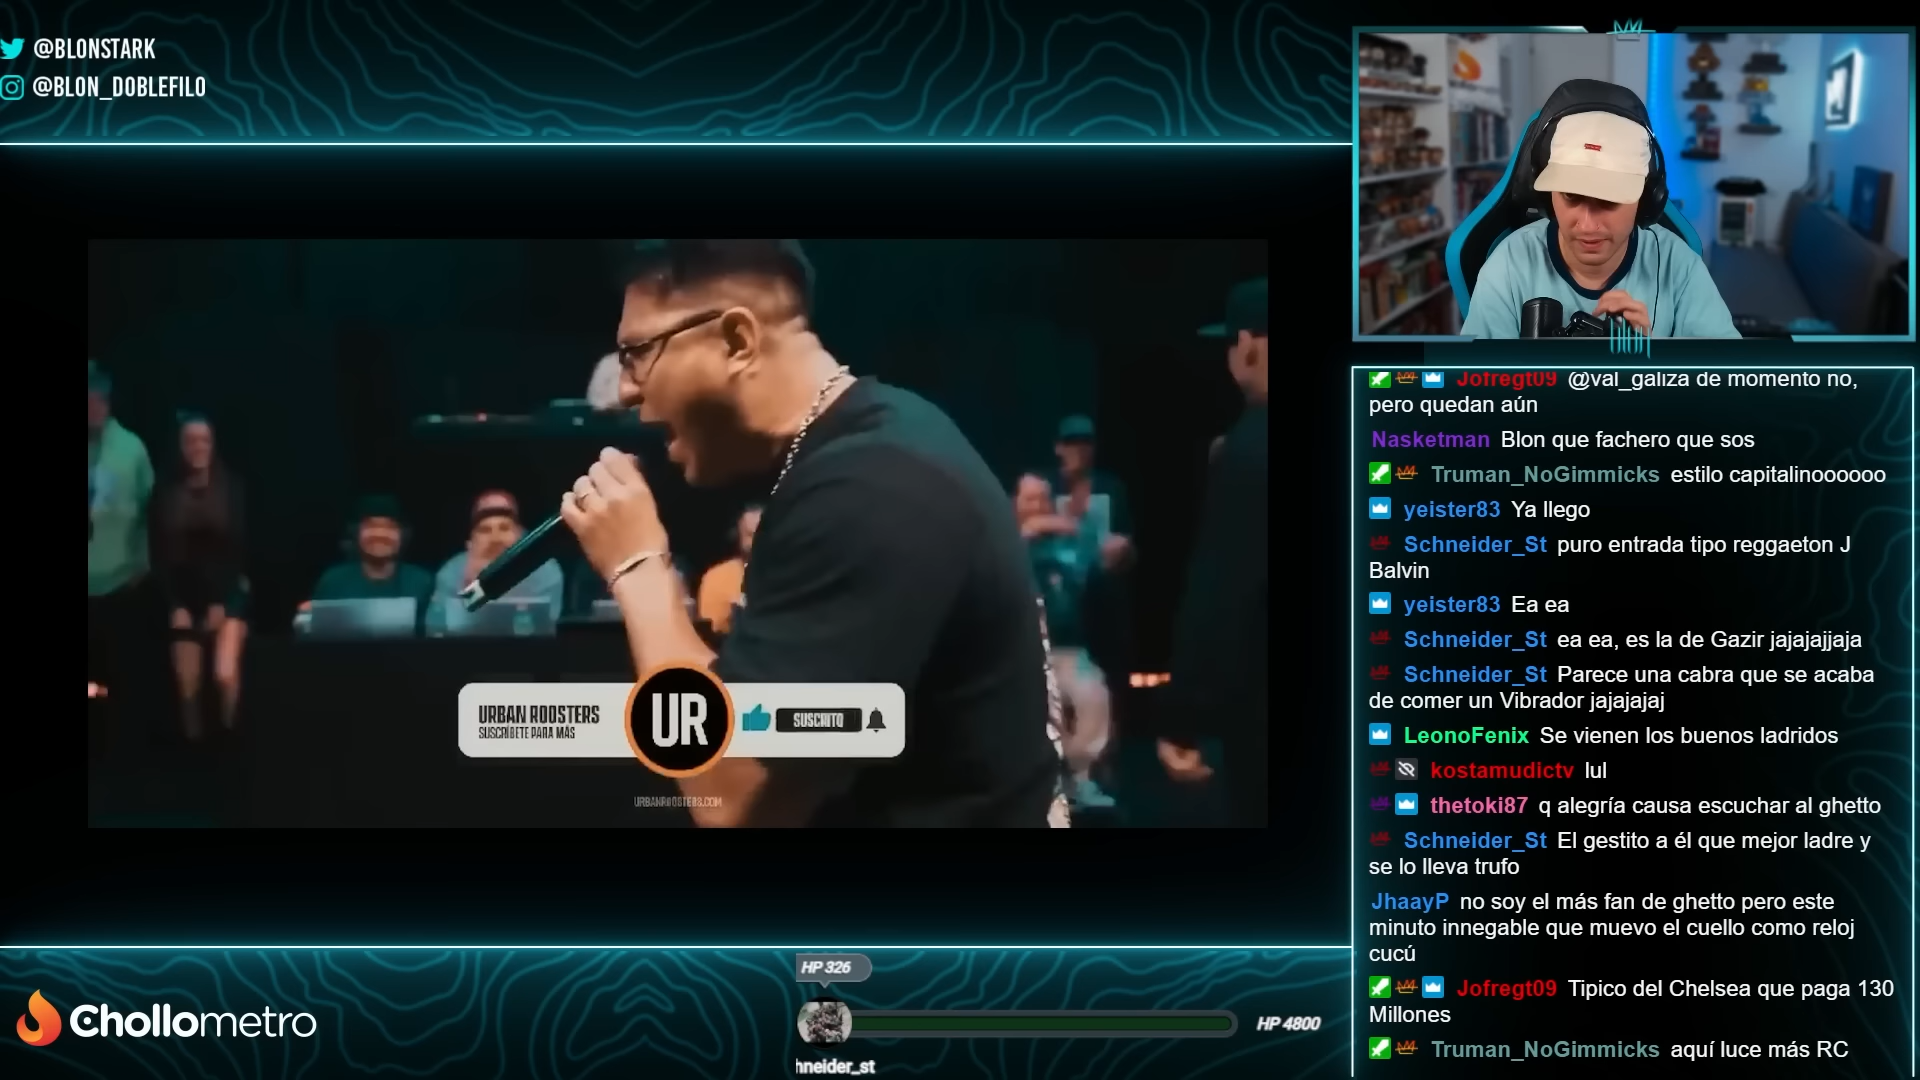 @BLONSTARK
@BLON_DOBLEFILO
URBAN ROOSTERS
SUSCRÍBETE PARA MÁS
UR
SUSCRITO
URBANROOSTERS.COM
Jofregt09 @val_galiza de momento no,
pero quedan aún
Nasketman Blon que fachero que sos
Truman_NoGimmicks estilo capitalinoooooo
yeister83 Ya llego
Schneider_St puro entrada tipo reggaeton J
Balvin
yeister83 Ea ea
Schneider_St ea ea, es la de Gazir jajajajjaja
Schneider_St Parece una cabra que se acaba
de comer un Vibrador jajajajaj
LeonoFenix Se vienen los buenos ladridos
kostamudictv lul
thetoki87 q alegría causa escuchar al ghetto
Schneider_St El gestito a él que mejor ladre y
se lo lleva trufo
JhaayP no soy el más fan de ghetto pero este
minuto innegable que muevo el cuello como reloj
cucú
Jofregt09 Tipico del Chelsea que paga 130
Millones
Truman_NoGimmicks aquí luce más RC
HP 326
Chollometro
HP 4800
hneider_st